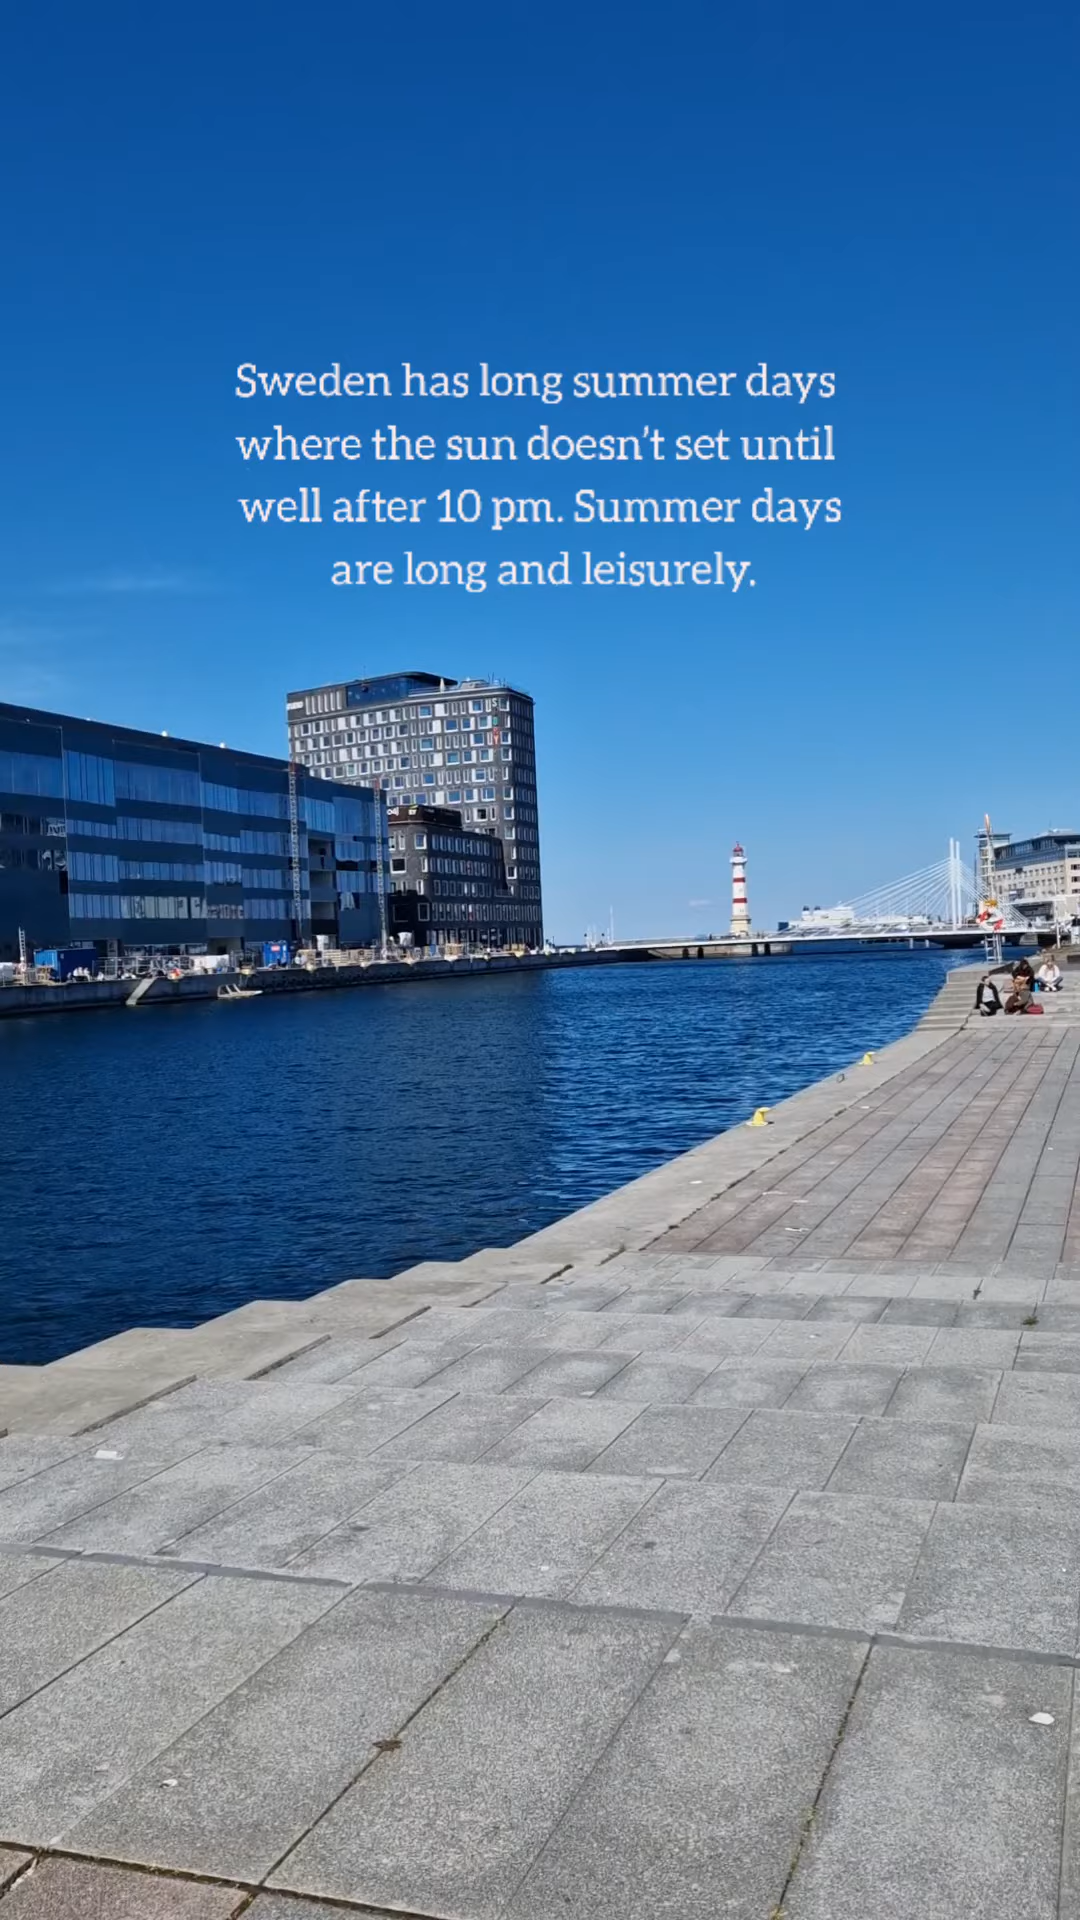 Sweden has long summer days
where the sun doesn’t set until
well after 10 pm. Summer days
are long and leisurely.